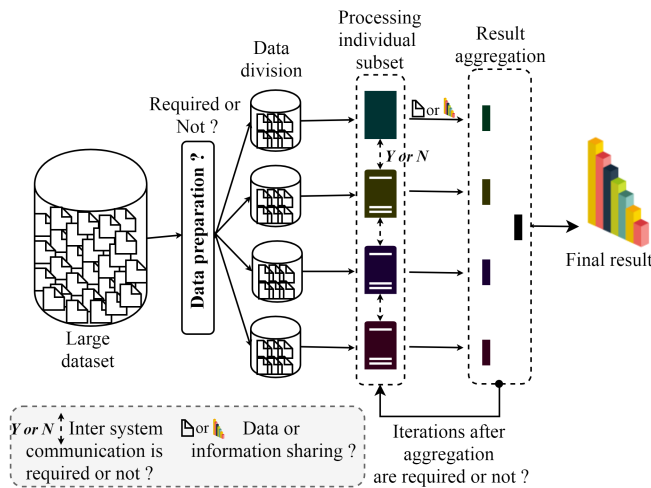 Processing
individual
subset
Result
aggregation
Data
division
Required or
Not ?
Data preparation ?
or
Y or N
Large
dataset
Final result
Iterations after
aggregation
are required or not ?
Y or N Inter system
communication is
required or not ?
or Data or
information sharing ?